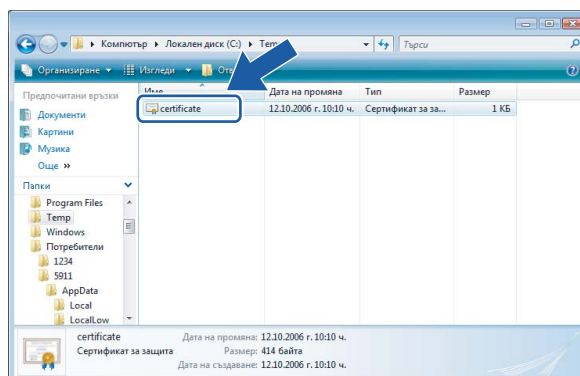 Компютър ▸ Локален диск (C:) ▸
Търси
Организиране
Изгледи
Предпочитани връзки
Име
Дата на промяна
Тип
Размер
certificate
12.10.2006 г. 10:10 ч.
Сертификат за за...
1 КБ
Документи
Картини
Музика
Още »
Папки
Program Files
Temp
Windows
Потребители
1234
5911
AppData
Local
LocalLow
certificate
Дата на промяна: 12.10.2006 г. 10:10 ч.
Сертификат за защита
Размер: 414 байта
Дата на създаване: 12.10.2006 г. 10:10 ч.